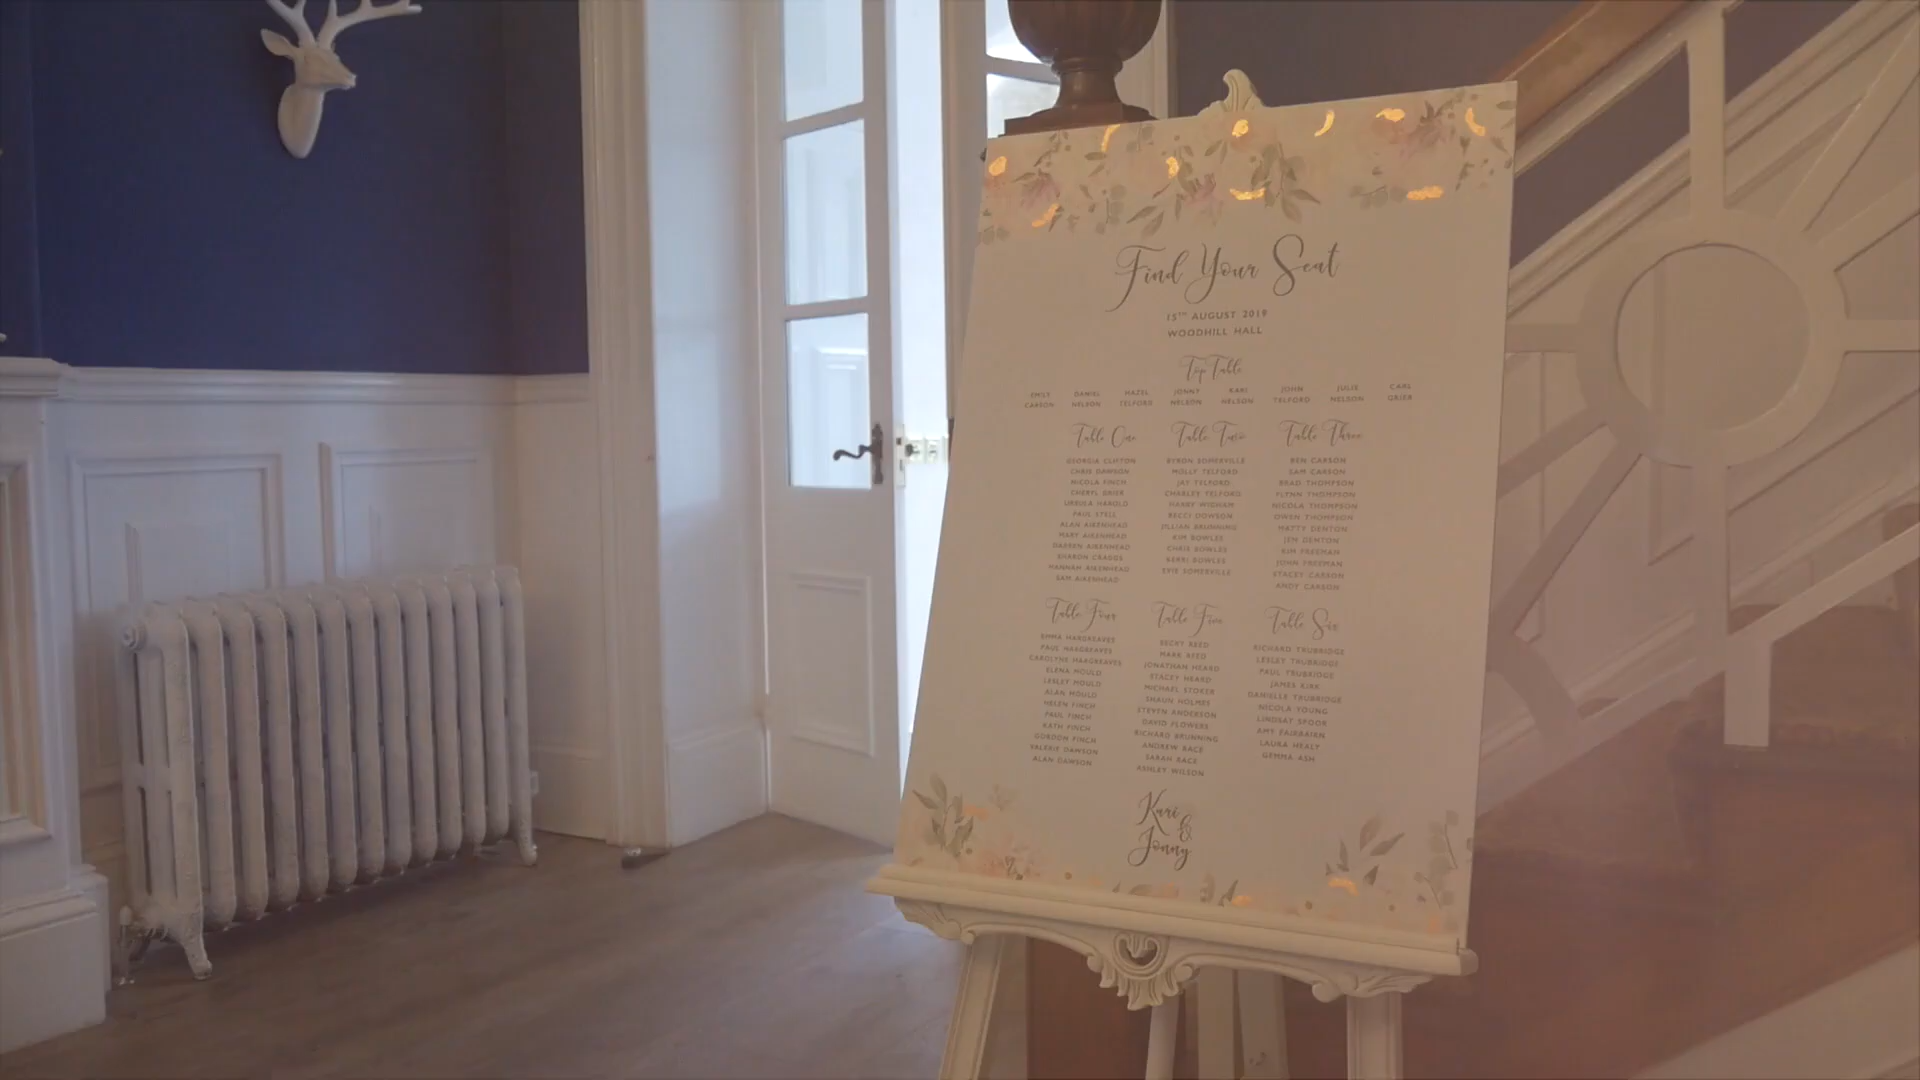 Find Your Seat
15TH AUGUST 2019
WOODHILL HALL
Top Table
EMILY CARSON
DANIEL NELSON
HAZEL TELFORD
JONNY NELSON
KARI NELSON
JOHN TELFORD
JULIE NELSON
CARL GRIER
Table One
GEORGIA CLIFTON
CHRIS DAWSON
NICOLA FINCH
CHERYL GRIER
URSULA HAROLD
PAUL STELL
ALAN AIKENHEAD
MARY AIKENHEAD
DARREN AIKENHEAD
SHARON CRAGGS
HANNAH AIKENHEAD
SAM AIKENHEAD
Table Two
BYRON SOMERVILLE
MOLLY TELFORD
JAY TELFORD
CHARLEY TELFORD
HARRY WIGHAM
BECCI DOWSON
JILLIAN BRUNNING
KIM BOWLES
CHRIS BOWLES
KERRI BOWLES
EVIE SOMERVILLE
Table Three
BEN CARSON
SAM CARSON
BRAD THOMPSON
FLYNN THOMPSON
NICOLA THOMPSON
OWEN THOMPSON
MATTY DENTON
JEM DENTON
KIM FREEMAN
JOHN FREEMAN
STACEY CARSON
ANDY CARSON
Table Four
EMMA HARGREAVES
PAUL HARGREAVES
CAROLYNE HARGREAVES
ELENA MOULD
LESLEY MOULD
ALAN MOULD
HELEN FINCH
PAUL FINCH
KATH FINCH
GORDON FINCH
VALERIE DAWSON
ALAN DAWSON
Table Five
BECKY REED
MARK REED
JONATHAN HEARD
STACEY HEARD
MICHAEL STOKER
SHAUN HOLMES
STEVEN ANDERSON
DAVID FLOWERS
RICHARD BRUNNING
ANDREW RACE
SARAH RACE
ASHLEY WILSON
Table Six
RICHARD TRUBRIDGE
LESLEY TRUBRIDGE
PAUL TRUBRIDGE
JAMES KIRK
DANIELLE TRUBRIDGE
NICOLA YOUNG
LINDSAY SPOOR
AMY FAIRBAIRN
LAURA HEALY
GEMMA ASH
Kari
&
Jonny